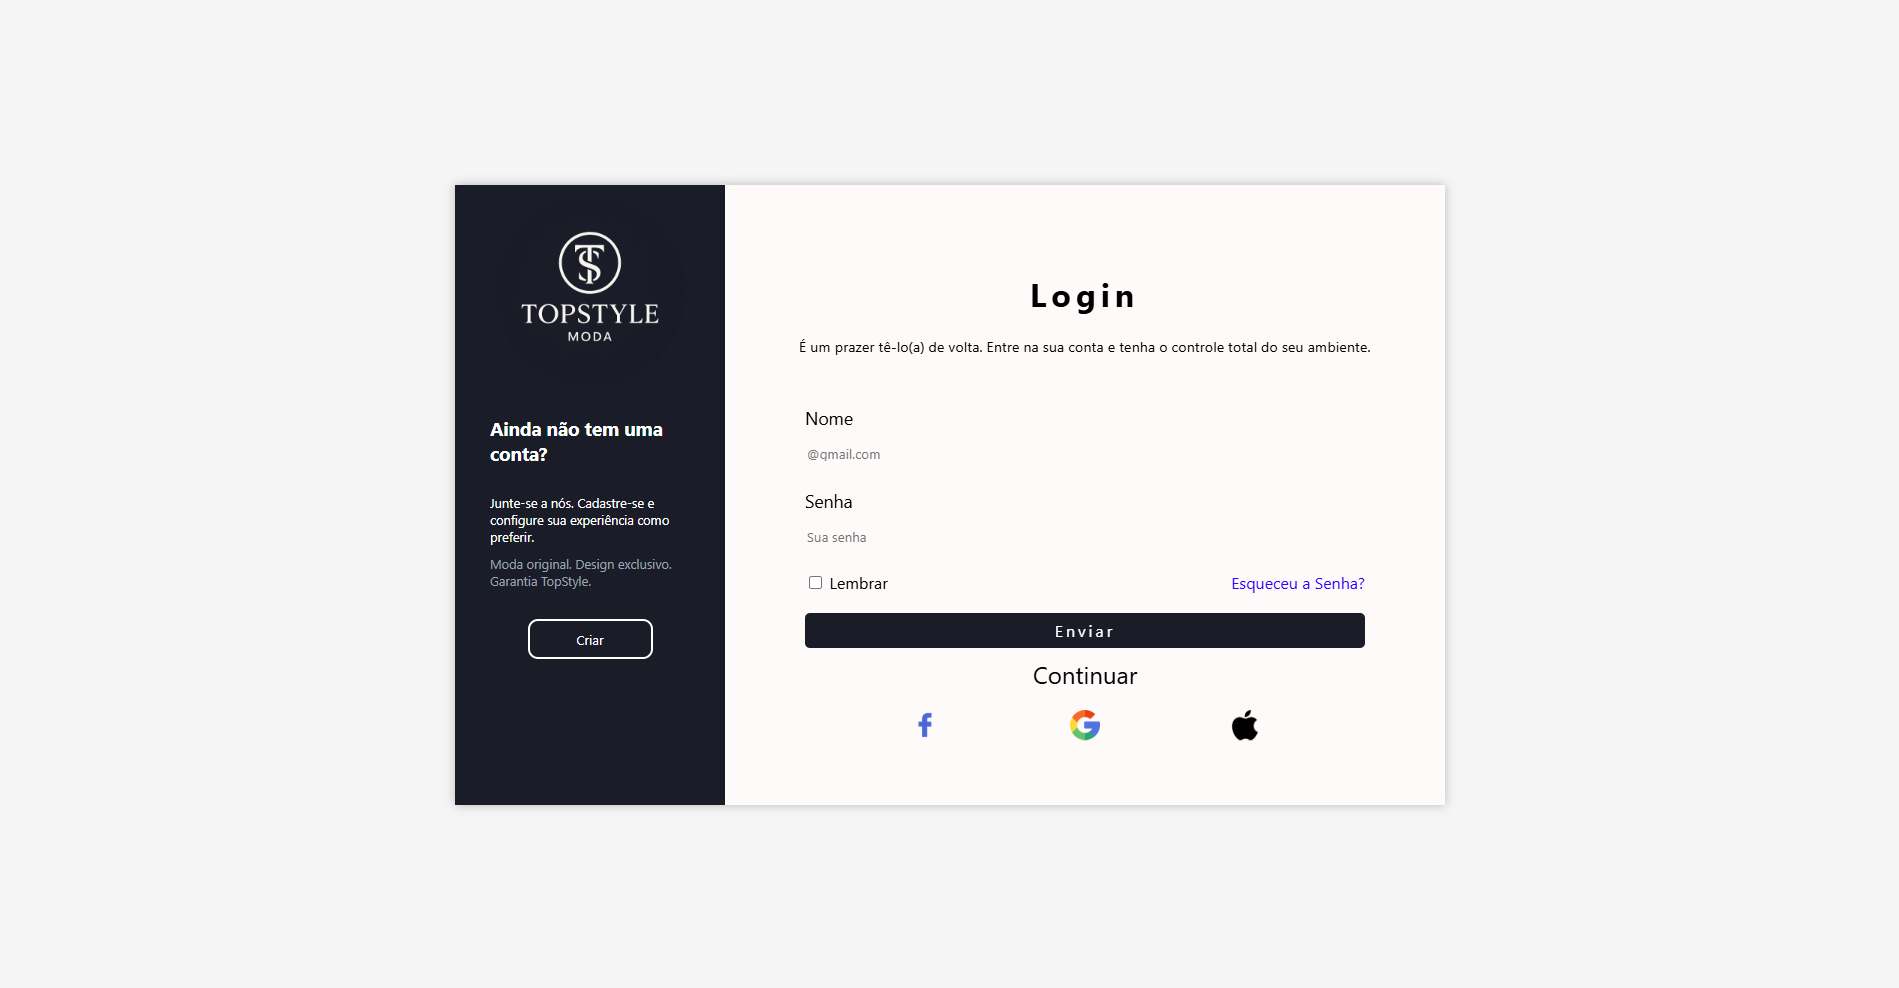 TS
TOPSTYLE
MODA
Ainda não tem uma
conta?
Junte-se a nós. Cadastre-se e
configure sua experiência como
preferir.
Moda original. Design exclusivo.
Garantia TopStyle.
Criar
Login
É um prazer tê-lo(a) de volta. Entre na sua conta e tenha o controle total do seu ambiente.
Nome
@gmail.com
Senha
Sua senha
Lembrar Esqueceu a Senha?
Enviar
Continuar